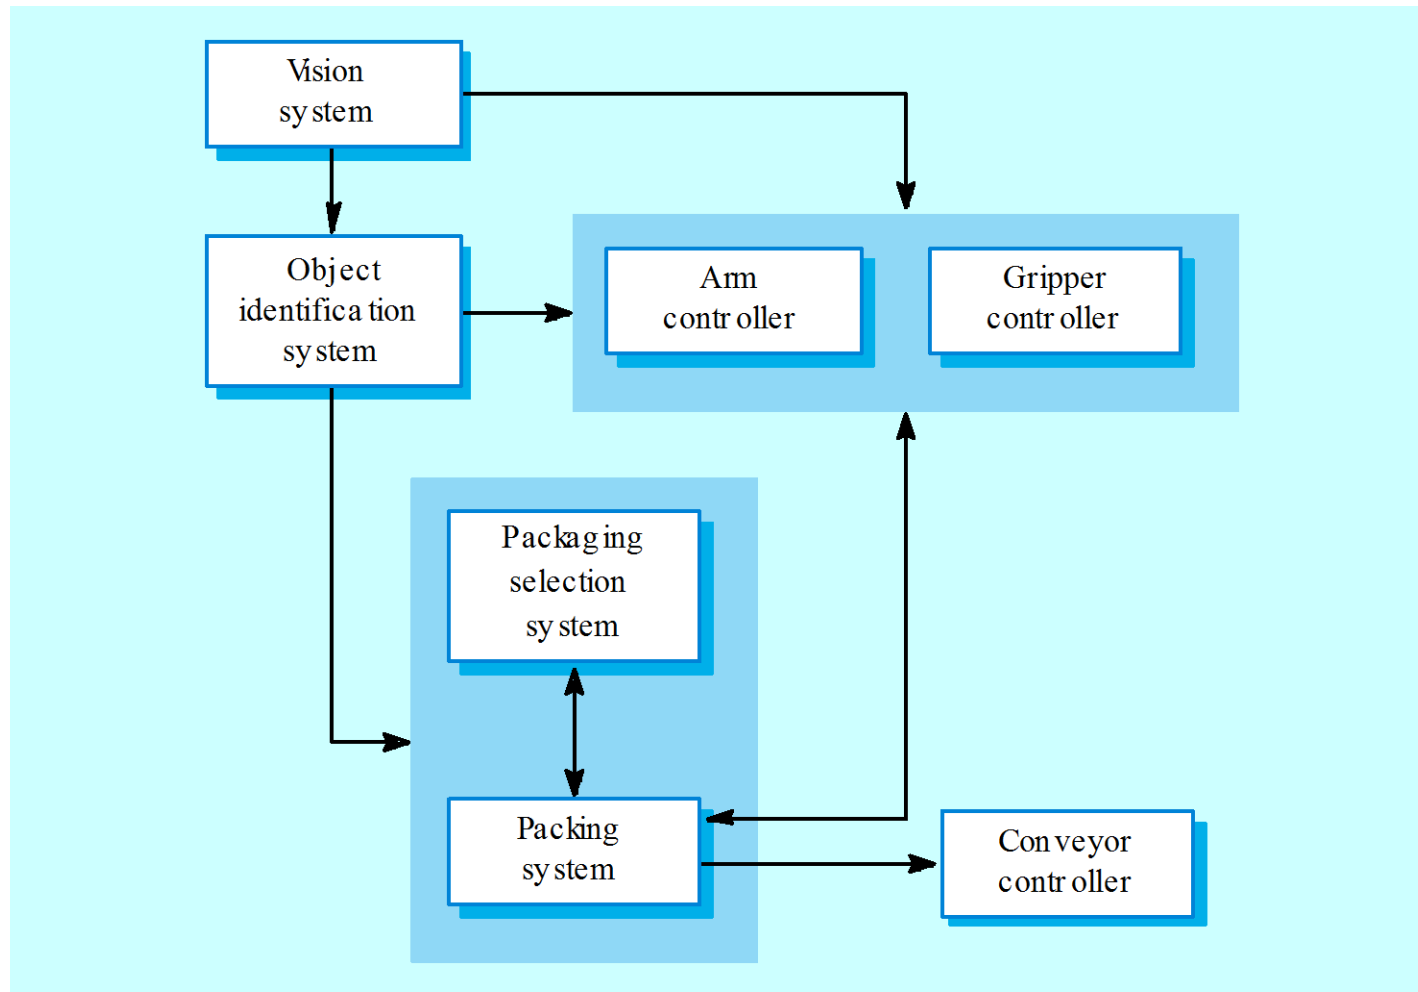 Vision
system
Object
identification
system
Arm
controller
Gripper
controller
Packaging
selection
system
Packing
system
Conveyor
controller